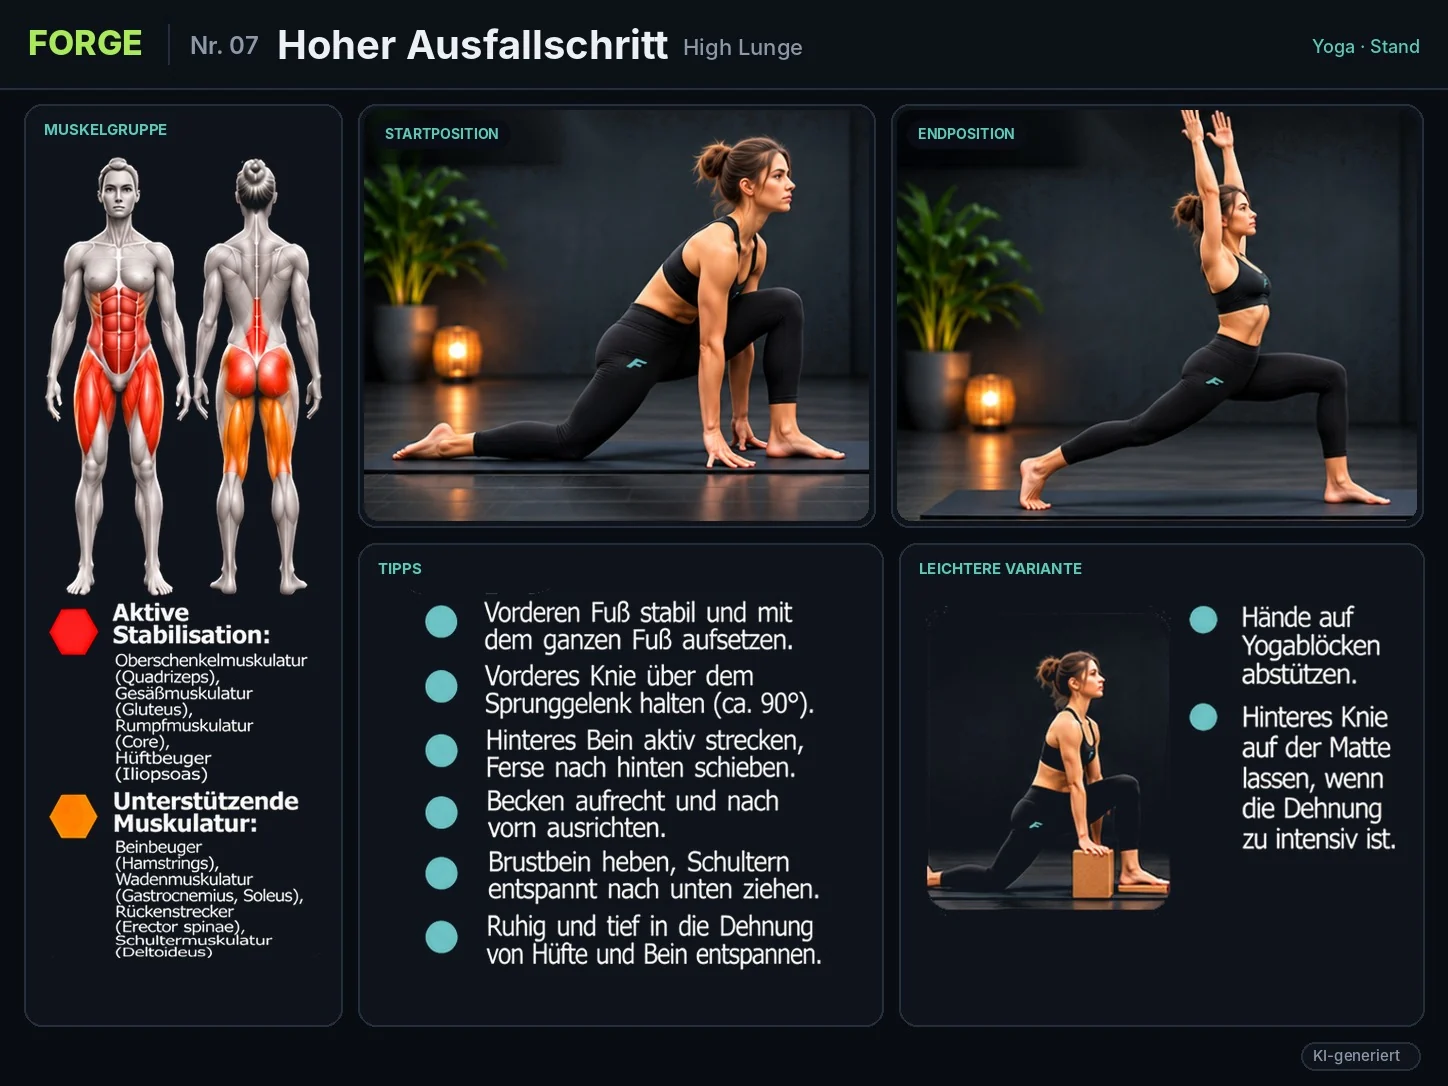 FORGE
Nr. 07
Hoher Ausfallschritt
High Lunge
Yoga · Stand
MUSKELGRUPPE
Aktive
Stabilisation:
Oberschenkelmuskulatur
(Quadrizeps),
Gesäßmuskulatur
(Gluteus),
Rumpfmuskulatur
(Core),
Hüftbeuger
(Iliopsoas)
Unterstützende
Muskulatur:
Beinbeuger
(Hamstrings),
Wadenmuskulatur
(Gastrocnemius, Soleus),
Rückenstrecker
(Erector spinae),
Schultermuskulatur
(Deltoideus)
STARTPOSITION
F
ENDPOSITION
F
TIPPS
Vorderen Fuß stabil und mit
dem ganzen Fuß aufsetzen.
Vorderes Knie über dem
Sprunggelenk halten (ca. 90°).
Hinteres Bein aktiv strecken,
Ferse nach hinten schieben.
Becken aufrecht und nach
vorn ausrichten.
Brustbein heben, Schultern
entspannt nach unten ziehen.
Ruhig und tief in die Dehnung
von Hüfte und Bein entspannen.
LEICHTERE VARIANTE
F
Hände auf
Yogablöcken
abstützen.
Hinteres Knie
auf der Matte
lassen, wenn
die Dehnung
zu intensiv ist.
KI-generiert